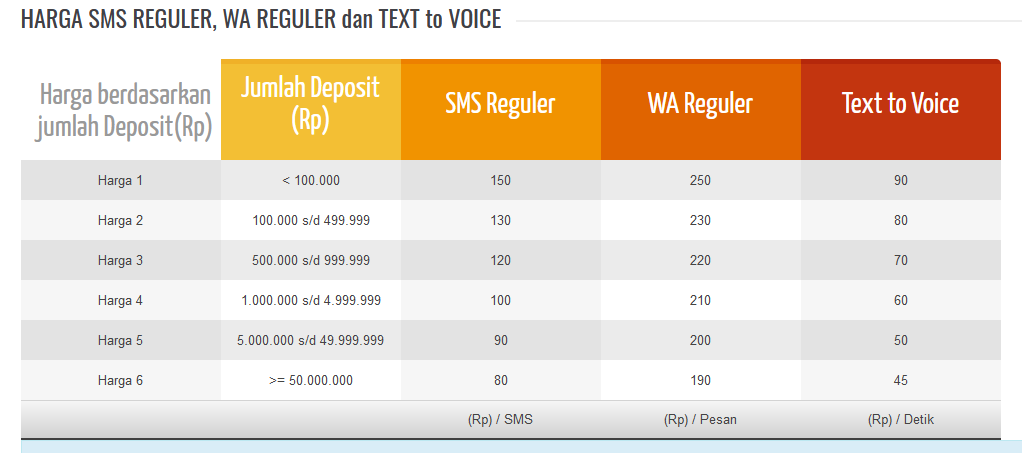 HARGA SMS REGULER, WA REGULER dan TEXT to VOICE
Harga berdasarkan
jumlah Deposit(Rp)
Jumlah Deposit
(Rp)
SMS Reguler
WA Reguler
Text to Voice
Harga 1 < 100.000 150 250 90
Harga 2 100.000 s/d 499.999 130 230 80
Harga 3 500.000 s/d 999.999 120 220 70
Harga 4 1.000.000 s/d 4.999.999 100 210 60
Harga 5 5.000.000 s/d 49.999.999 90 200 50
Harga 6 >= 50.000.000 80 190 45
(Rp) / SMS (Rp) / Pesan (Rp) / Detik